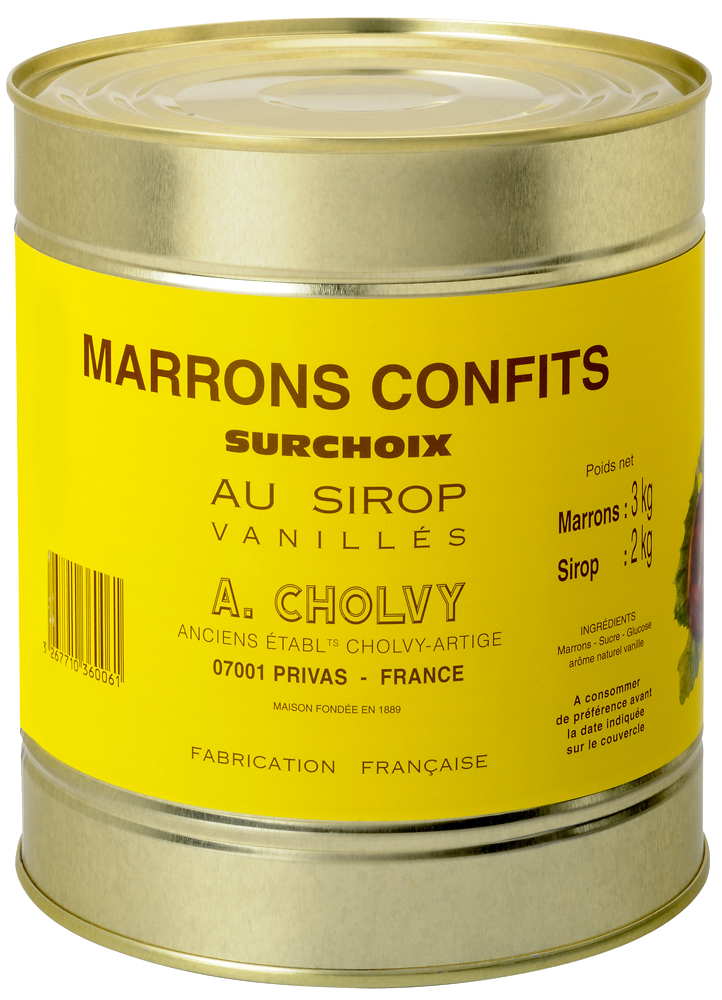 MARRONS CONFITS
SURCHOIX
AU SIROP
VANILLÉS
A. CHOLVY
ANCIENS ÉTABLTS CHOLVY-ARTIGE
07001 PRIVAS - FRANCE
MAISON FONDÉE EN 1889
FABRICATION FRANÇAISE
3 267710 360061
Poids net
Marrons : 3 kg
Sirop : 2 kg
INGRÉDIENTS
Marrons - Sucre - Glucose
arôme naturel vanille
A consommer
de préférence avant
la date indiquée
sur le couvercle